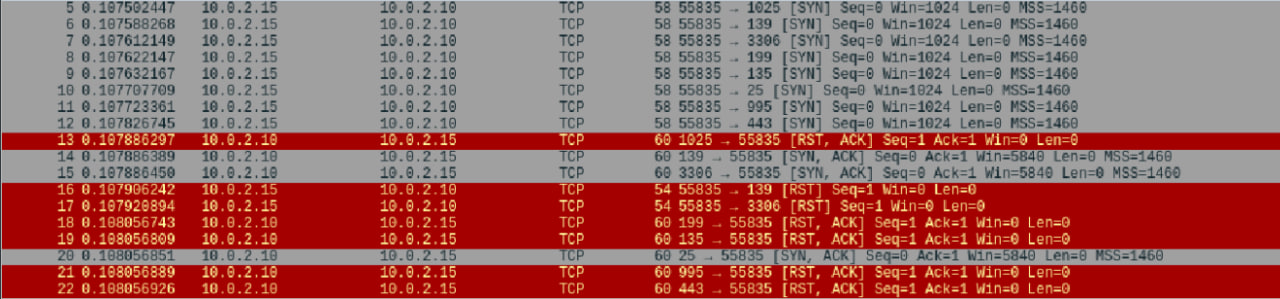 5 0.107502447 10.0.2.15 10.0.2.10 TCP 58 55835 → 1025 [SYN] Seq=0 Win=1024 Len=0 MSS=1460
6 0.107588268 10.0.2.15 10.0.2.10 TCP 58 55835 → 139 [SYN] Seq=0 Win=1024 Len=0 MSS=1460
7 0.107612149 10.0.2.15 10.0.2.10 TCP 58 55835 → 3306 [SYN] Seq=0 Win=1024 Len=0 MSS=1460
8 0.107622147 10.0.2.15 10.0.2.10 TCP 58 55835 → 199 [SYN] Seq=0 Win=1024 Len=0 MSS=1460
9 0.107632167 10.0.2.15 10.0.2.10 TCP 58 55835 → 135 [SYN] Seq=0 Win=1024 Len=0 MSS=1460
10 0.107707709 10.0.2.15 10.0.2.10 TCP 58 55835 → 25 [SYN] Seq=0 Win=1024 Len=0 MSS=1460
11 0.107723361 10.0.2.15 10.0.2.10 TCP 58 55835 → 995 [SYN] Seq=0 Win=1024 Len=0 MSS=1460
12 0.107826745 10.0.2.15 10.0.2.10 TCP 58 55835 → 443 [SYN] Seq=0 Win=1024 Len=0 MSS=1460
13 0.107886297 10.0.2.10 10.0.2.15 TCP 60 1025 → 55835 [RST, ACK] Seq=1 Ack=1 Win=0 Len=0
14 0.107886389 10.0.2.10 10.0.2.15 TCP 60 139 → 55835 [SYN, ACK] Seq=0 Ack=1 Win=5840 Len=0 MSS=1460
15 0.107886450 10.0.2.10 10.0.2.15 TCP 60 3306 → 55835 [SYN, ACK] Seq=0 Ack=1 Win=5840 Len=0 MSS=1460
16 0.107906242 10.0.2.15 10.0.2.10 TCP 54 55835 → 139 [RST] Seq=1 Win=0 Len=0
17 0.107920894 10.0.2.15 10.0.2.10 TCP 54 55835 → 3306 [RST] Seq=1 Win=0 Len=0
18 0.108056743 10.0.2.10 10.0.2.15 TCP 60 199 → 55835 [RST, ACK] Seq=1 Ack=1 Win=0 Len=0
19 0.108056809 10.0.2.10 10.0.2.15 TCP 60 135 → 55835 [RST, ACK] Seq=1 Ack=1 Win=0 Len=0
20 0.108056851 10.0.2.10 10.0.2.15 TCP 60 25 → 55835 [SYN, ACK] Seq=0 Ack=1 Win=5840 Len=0 MSS=1460
21 0.108056889 10.0.2.10 10.0.2.15 TCP 60 995 → 55835 [RST, ACK] Seq=1 Ack=1 Win=0 Len=0
22 0.108056926 10.0.2.10 10.0.2.15 TCP 60 443 → 55835 [RST, ACK] Seq=1 Ack=1 Win=0 Len=0